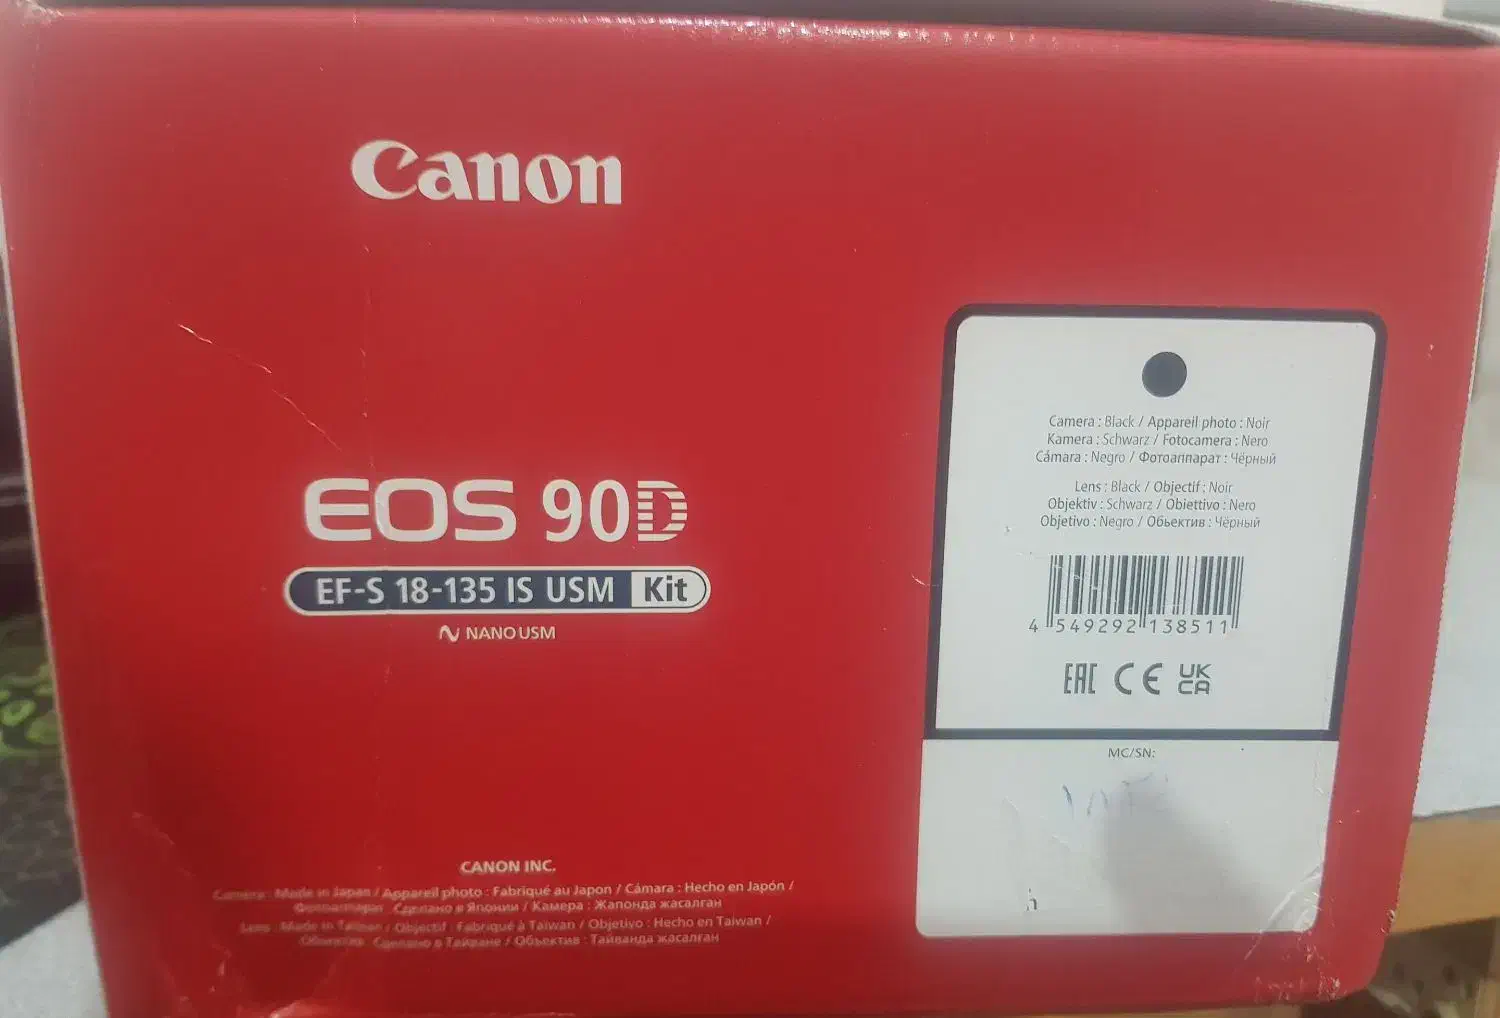 Canon
EOS 90D
EF-S 18-135 IS USM Kit
NANO USM
Camera : Black / Appareil photo : Noir
Kamera : Schwarz / Fotocamera : Nero
Cámara : Negro / Фотоаппарат : Чёрный
Lens : Black / Objectif : Noir
Objektiv : Schwarz / Obiettivo : Nero
Objetivo : Negro / Объектив : Чёрный
4 549292 138511
EAC CE UK
CA
MC/SN:
CANON INC.
Camera : Made in Japan / Appareil photo : Fabriqué au Japon / Cámara : Hecho en Japón /
Фотоаппарат : Сделано в Японии / Камера : Жапонда жасалган
Lens : Made in Taiwan / Objectif : Fabriqué à Taïwan / Objetivo : Hecho en Taiwan /
Объектив : Сделано в Тайване / Объектив : Тайванда жасалган